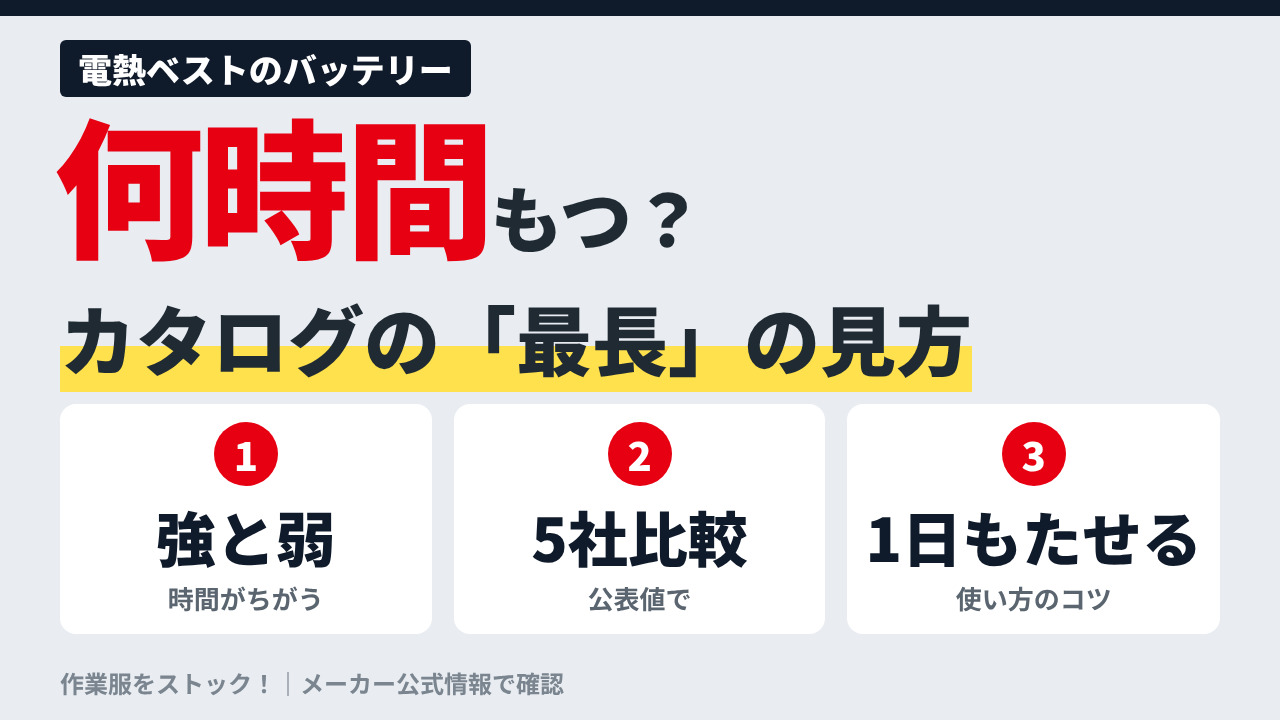 電熱ベストのバッテリー
何時間もつ？
カタログの「最長」の見方
1
強と弱
時間がちがう
2
5社比較
公表値で
3
1日もたせる
使い方のコツ
作業服をストック！｜メーカー公式情報で確認